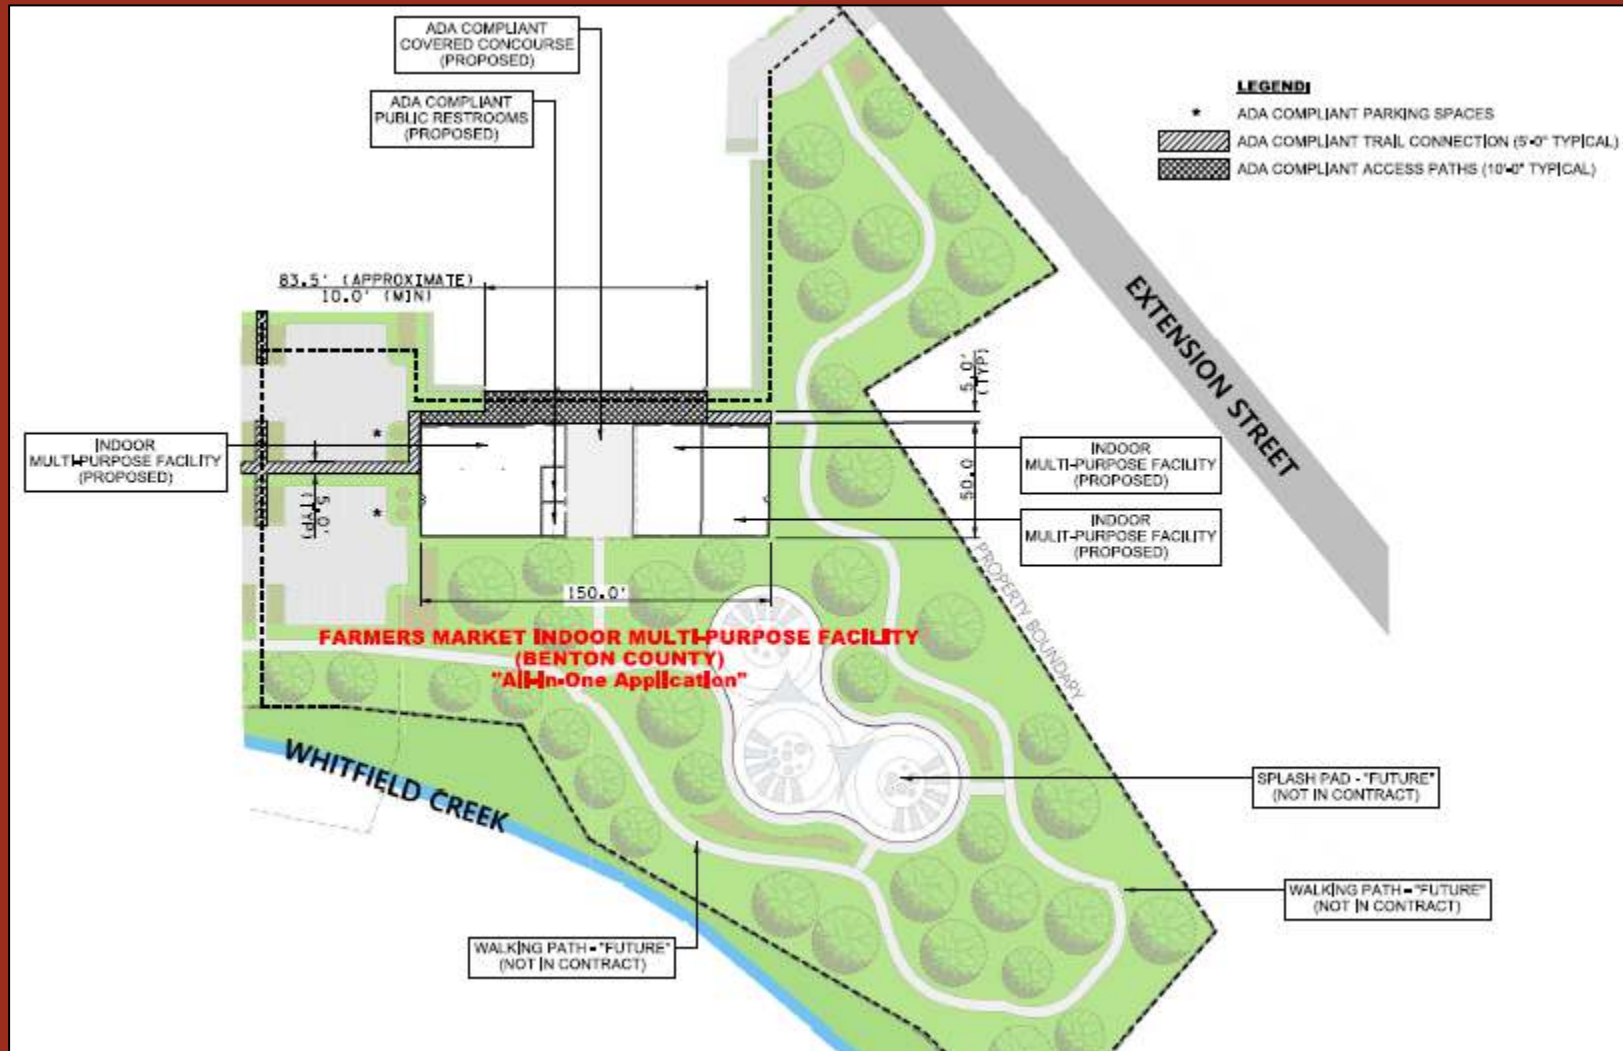 ADA COMPLIANT
COVERED CONCOURSE
(PROPOSED)
ADA COMPLIANT
PUBLIC RESTROOMS
(PROPOSED)
LEGEND:
* ADA COMPLIANT PARKING SPACES
ADA COMPLIANT TRAIL CONNECTION (5'-0" TYPICAL)
ADA COMPLIANT ACCESS PATHS (10'-0" TYPICAL)
EXTENSION STREET
83.5' (APPROXIMATE)
10.0' (MIN)
5.0'
(TYP)
50.0
INDOOR
MULTI-PURPOSE FACILITY
(PROPOSED)
*
*
5.0'
(TYP)
INDOOR
MULTI-PURPOSE FACILITY
(PROPOSED)
INDOOR
MULIT-PURPOSE FACILITY
(PROPOSED)
PROPERTY BOUNDARY
150.0'
FARMERS MARKET INDOOR MULTI-PURPOSE FACILITY
(BENTON COUNTY)
"All-In-One Application"
WHITFIELD CREEK
SPLASH PAD - "FUTURE"
(NOT IN CONTRACT)
WALKING PATH - "FUTURE"
(NOT IN CONTRACT)
WALKING PATH - "FUTURE"
(NOT IN CONTRACT)